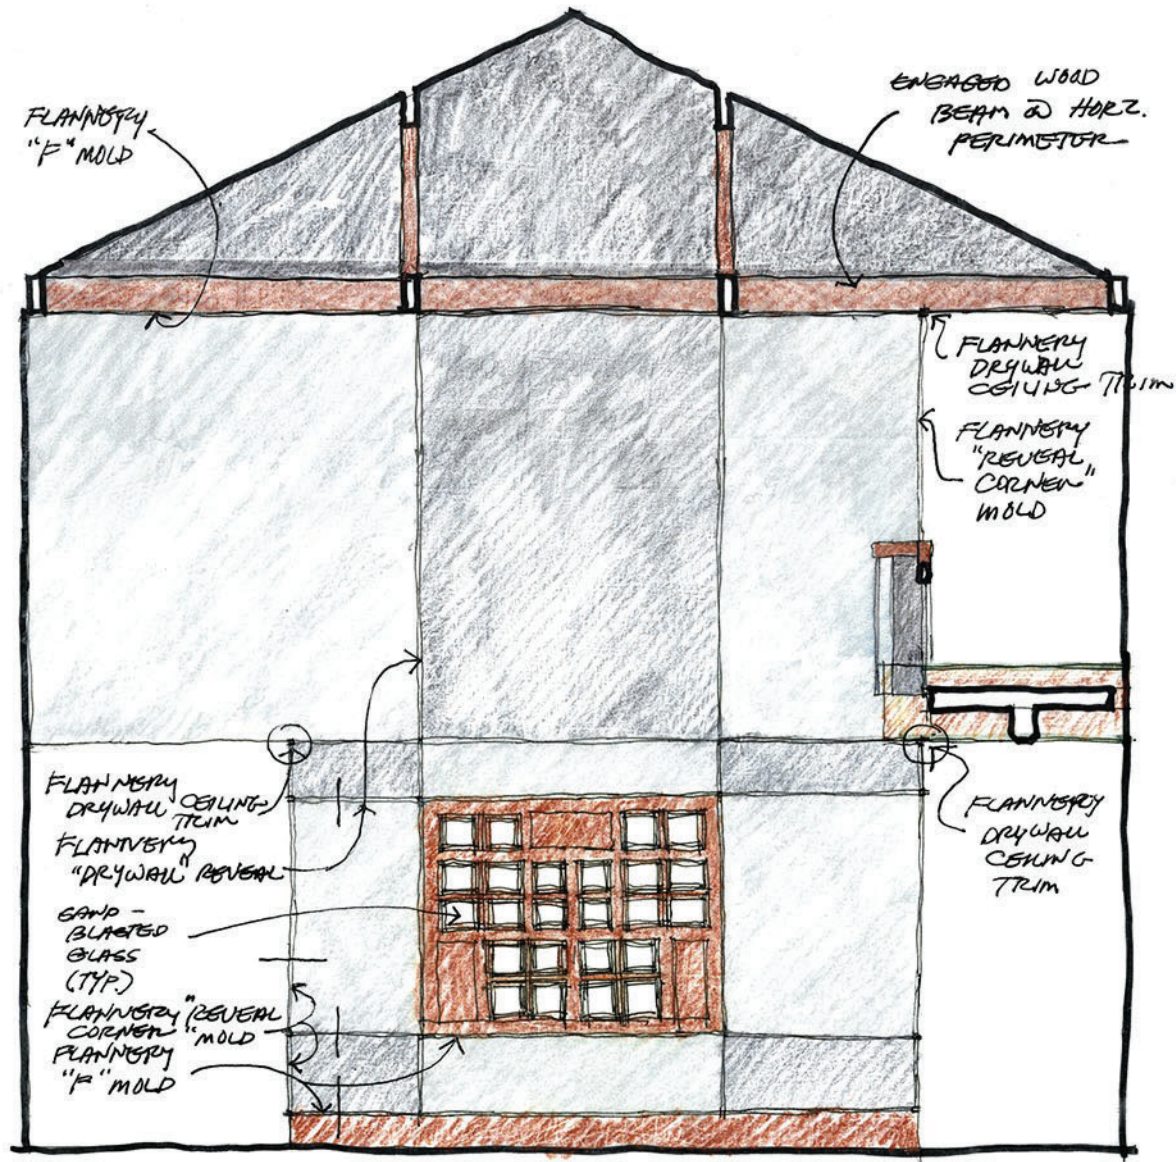 FLANNERY
"F" MOLD
ENGAGED WOOD
BEAM @ HORZ.
PERIMETER
FLANNERY
DRYWALL
CEILING TRIM
FLANNERY
"REVEAL
CORNER"
MOLD
FLANNERY
DRYWALL CEILING
TRIM
FLANNERY
"DRYWALL" REVEAL
SAND-
BLASTED
GLASS
(TYP.)
FLANNERY "REVEAL
CORNER" MOLD
FLANNERY
"F" MOLD
FLANNERY
DRYWALL
CEILING
TRIM